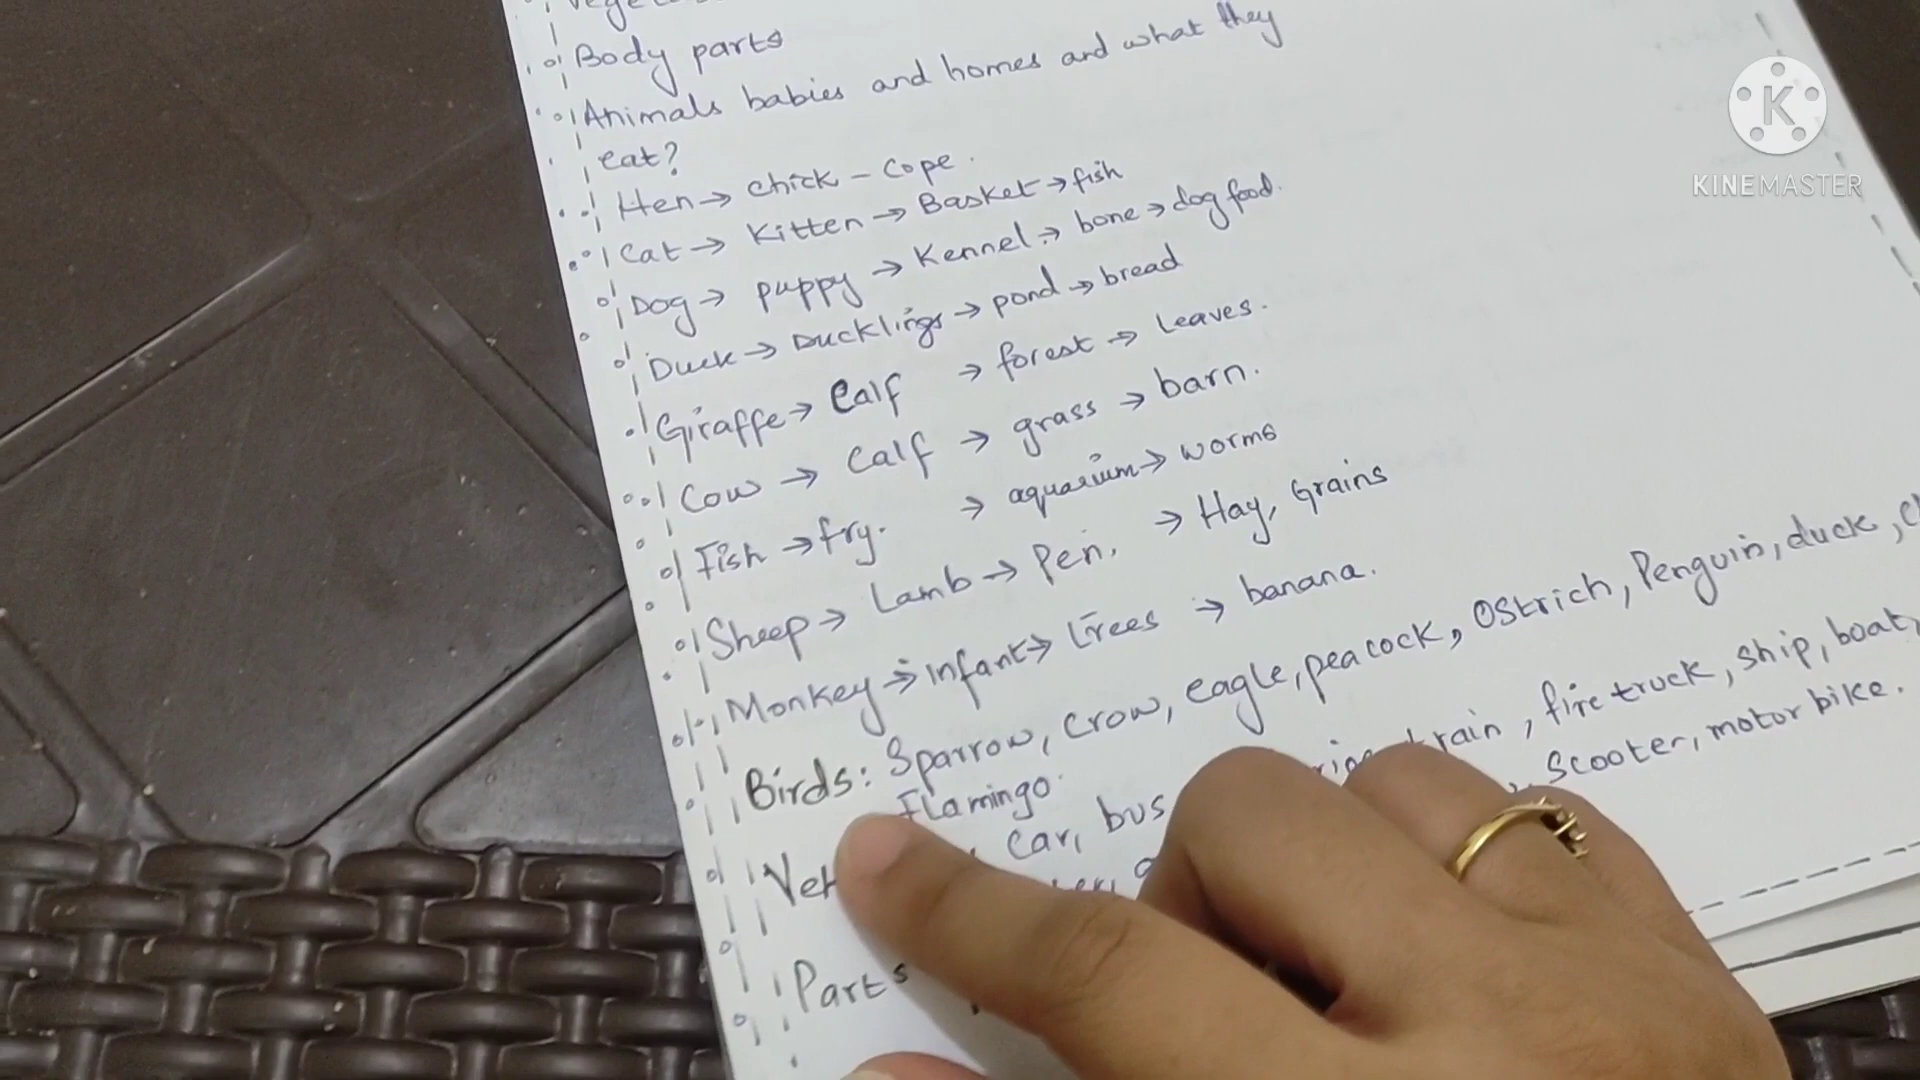 Body parts
Animals babies and homes and what they
eat?
Hen → chick - Cope.
Cat → Kitten → Basket → fish
Dog → puppy → Kennel → bone → dog food.
Duck → Ducklings → pond → bread
Giraffe → Calf → forest → Leaves.
Cow → Calf → grass → barn.
Fish → fry. → aquarium → worms
Sheep → Lamb → Pen. → Hay, Grains
Monkey → infant → trees → banana.
Birds: Sparrow, Crow, eagle, peacock, Ostrich, Penguin, duck,
Flamingo.
Car, bus train, fire truck, ship, boat,
Scooter, motor bike.
Parts
KINEMASTER